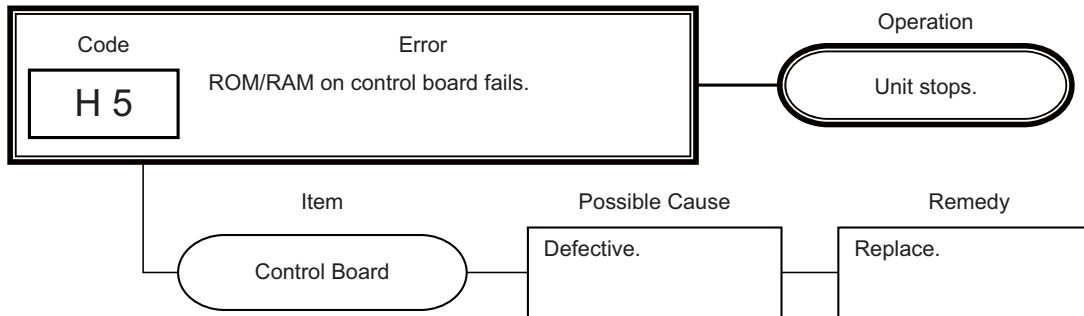 Operation
Code
Error
H 5
ROM/RAM on control board fails.
Unit stops.
Item
Possible Cause
Remedy
Control Board
Defective.
Replace.